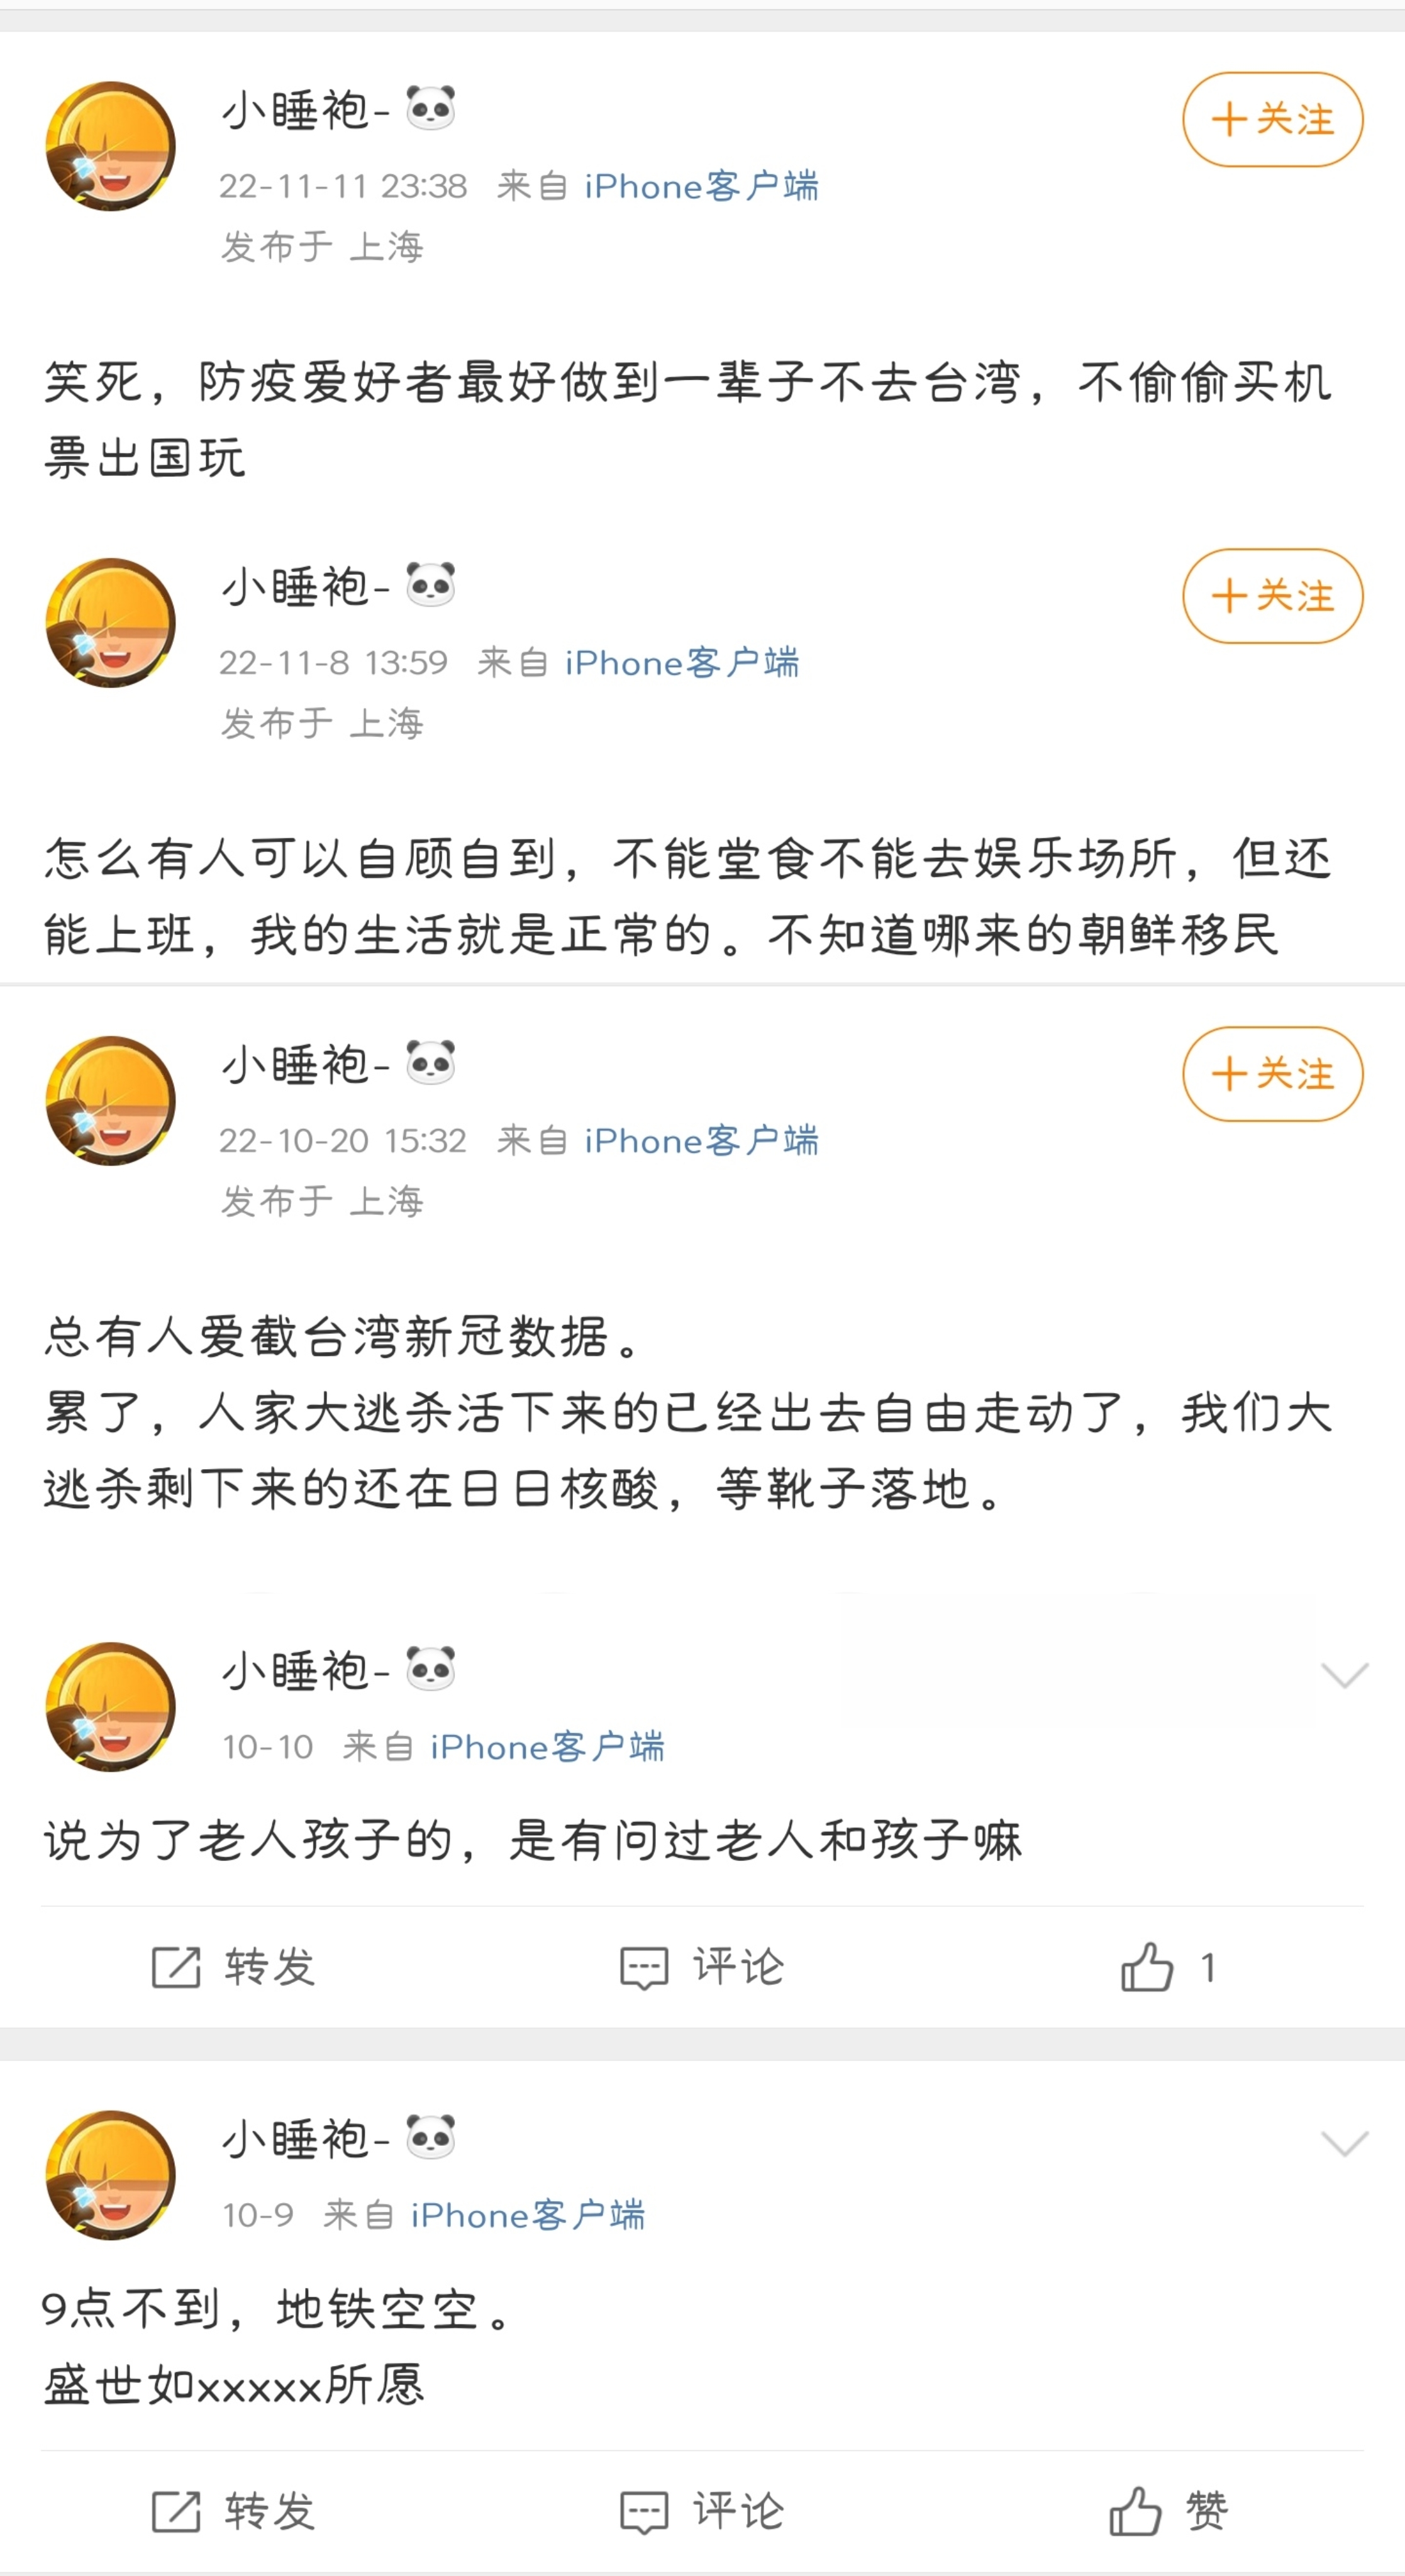 小睡袍-🐼
+关注
22-11-11 23:38 来自 iPhone客户端
发布于 上海
笑死，防疫爱好者最好做到一辈子不去台湾，不偷偷买机
票出国玩
小睡袍-🐼
+关注
22-11-8 13:59 来自 iPhone客户端
发布于 上海
怎么有人可以自顾自到，不能堂食不能去娱乐场所，但还
能上班，我的生活就是正常的。不知道哪来的朝鲜移民
小睡袍-🐼
+关注
22-10-20 15:32 来自 iPhone客户端
发布于 上海
总有人爱截台湾新冠数据。
累了，人家大逃杀活下来的已经出去自由走动了，我们大
逃杀剩下来的还在日日核酸，等靴子落地。
小睡袍-🐼
10-10 来自 iPhone客户端
说为了老人孩子的，是有问过老人和孩子嘛
转发 评论 1
小睡袍-🐼
10-9 来自 iPhone客户端
9点不到，地铁空空。
盛世如xxxxx所愿
转发 评论 赞